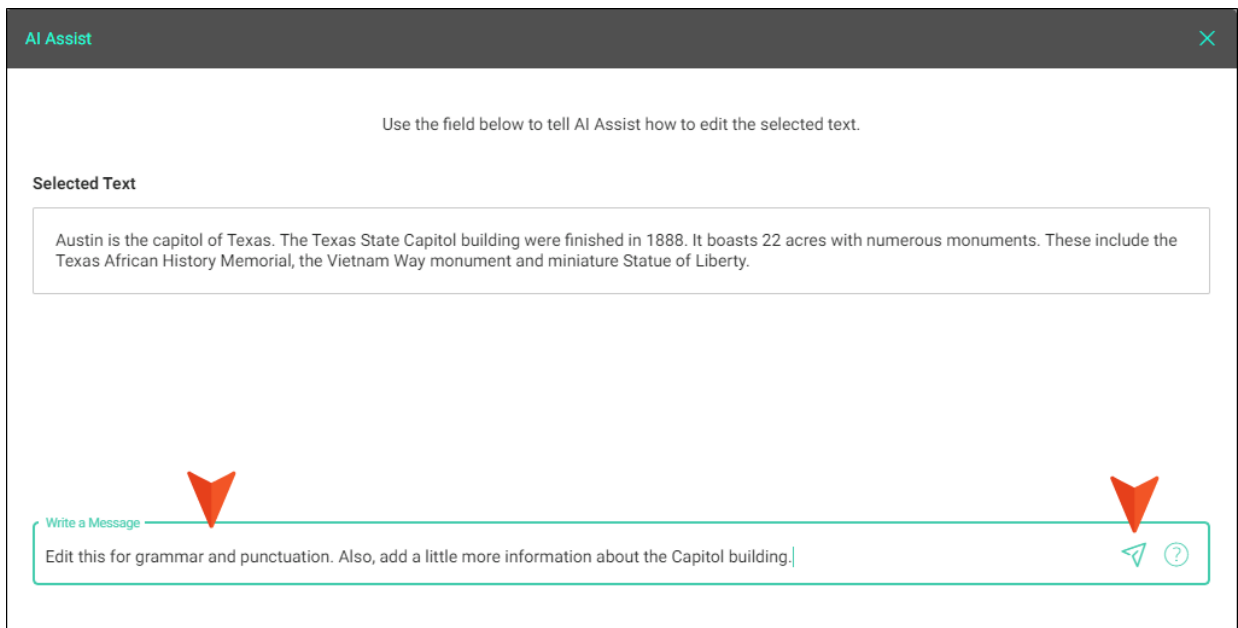 AI Assist
Use the field below to tell AI Assist how to edit the selected text.
Selected Text
Austin is the capitol of Texas. The Texas State Capitol building were finished in 1888. It boasts 22 acres with numerous monuments. These include the
Texas African History Memorial, the Vietnam Way monument and miniature Statue of Liberty.
Write a Message
Edit this for grammar and punctuation. Also, add a little more information about the Capitol building.
?